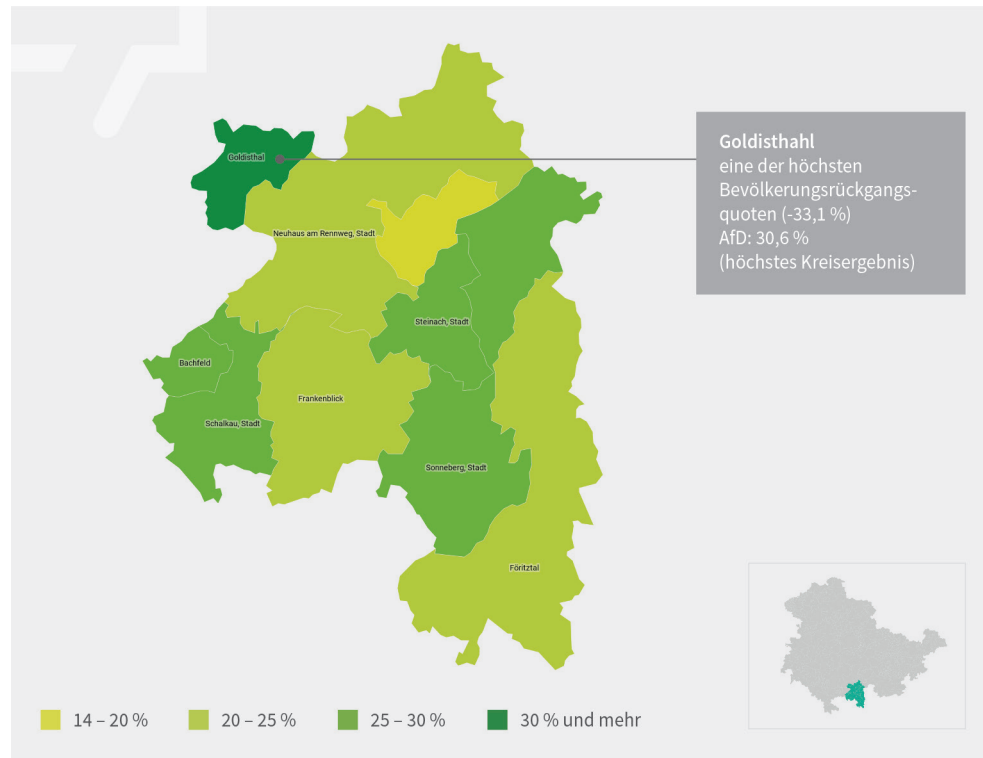 Goldisthal
Goldisthahl
eine der höchsten
Bevölkerungsrückgangs-
quoten (-33,1 %)
AfD: 30,6 %
(höchstes Kreisergebnis)
Neuhaus am Rennweg, Stadt
Steinach, Stadt
Bachfeld
Frankenblick
Schalkau, Stadt
Sonneberg, Stadt
Föritztal
14 – 20 %
20 – 25 %
25 – 30 %
30 % und mehr